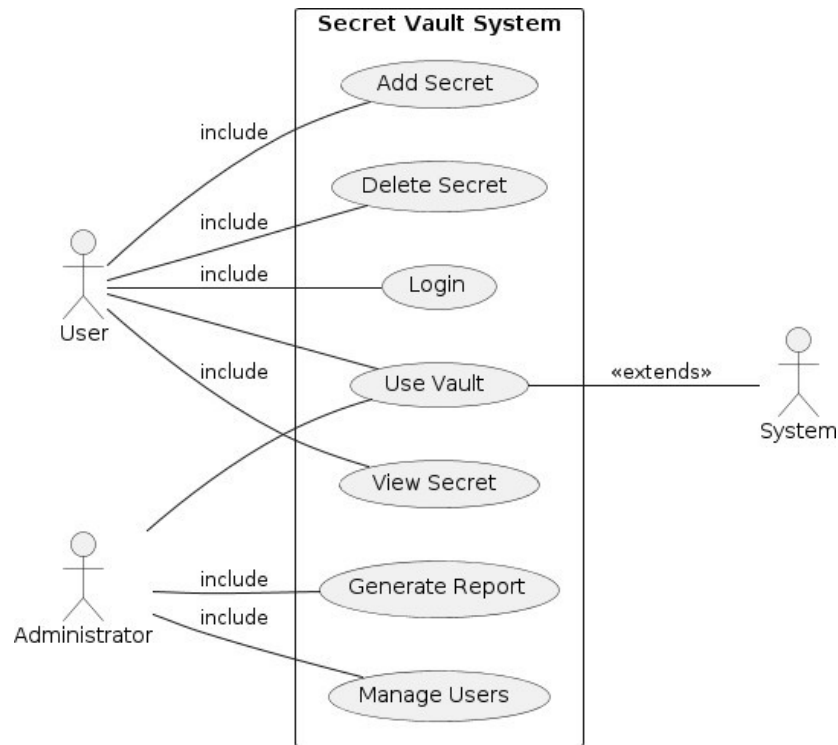 Secret Vault System
Add Secret
include
Delete Secret
include
include
Login
User
include
Use Vault
«extends»
System
View Secret
include
Generate Report
Administrator
include
Manage Users